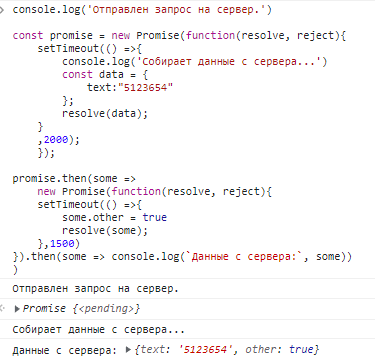 console.log('Отправлен запрос на сервер.')
const promise = new Promise(function(resolve, reject){
setTimeout(() =>{
console.log('Собирает данные с сервера...')
const data = {
text:"5123654"
};
resolve(data);
}
,2000);
});
promise.then(some =>
new Promise(function(resolve, reject){
setTimeout(() =>{
some.other = true
resolve(some);
},1500)
}).then(some => console.log(`Данные с сервера:`, some))
)
Отправлен запрос на сервер.
Promise {<pending>}
Собирает данные с сервера...
Данные с сервера: {text: '5123654', other: true}